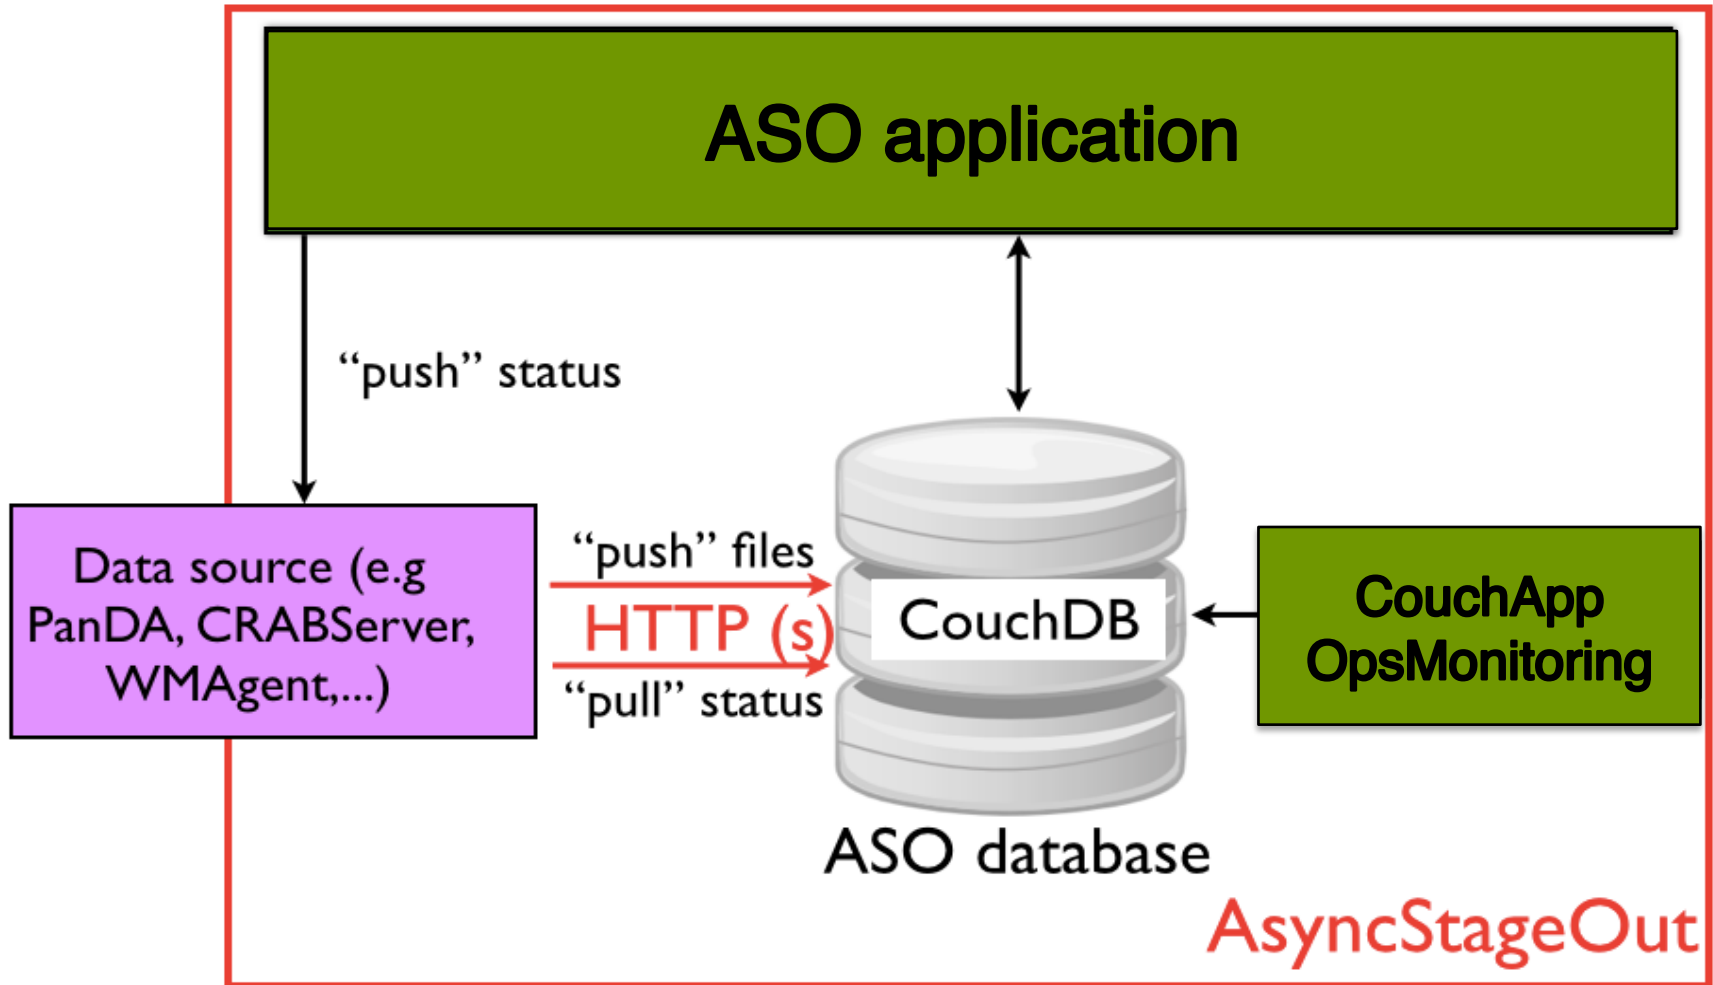 ASO application
“push” status
Data source (e.g
PanDA, CRABServer,
WMAgent,...)
“push” files
HTTP (s)
“pull” status
CouchDB
CouchApp
OpsMonitoring
ASO database
AsyncStageOut